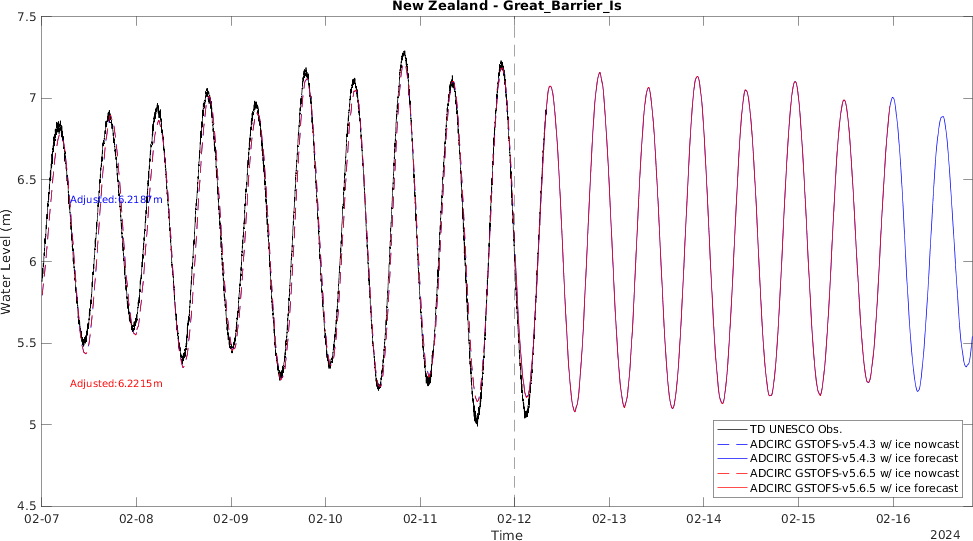 New Zealand - Great_Barrier_Is
7.5
7
6.5
6
5.5
5
4.5
Water Level (m)
Adjusted:6.2187m
Adjusted:6.2215m
TD UNESCO Obs.
ADCIRC GSTOFS-v5.4.3 w/ ice nowcast
ADCIRC GSTOFS-v5.4.3 w/ ice forecast
ADCIRC GSTOFS-v5.6.5 w/ ice nowcast
ADCIRC GSTOFS-v5.6.5 w/ ice forecast
02-07 02-08 02-09 02-10 02-11 02-12 02-13 02-14 02-15 02-16
Time
2024